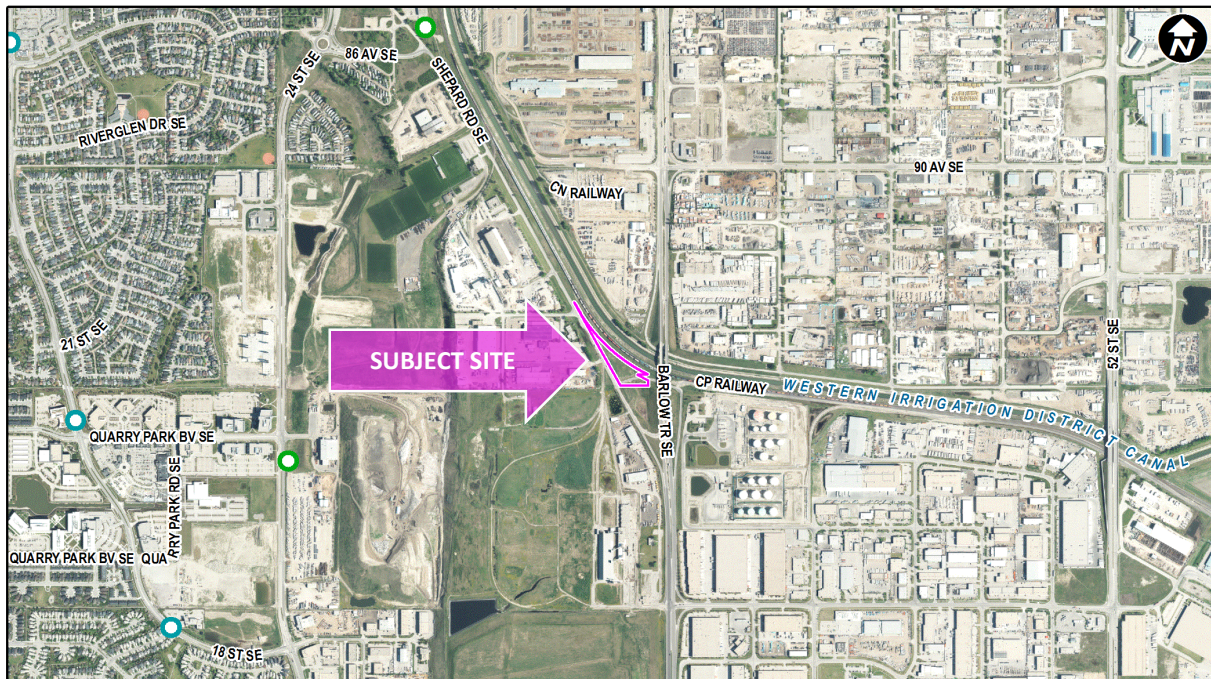 N
86 AV SE
24 ST SE
SHEPARD RD SE
RIVERGLEN DR SE
90 AV SE
CN RAILWAY
21 ST SE
SUBJECT SITE
52 ST SE
BARLOW TR SE
CP RAILWAY
WESTERN IRRIGATION DISTRICT CANAL
QUARRY PARK BV SE
RRY PARK RD SE
QUARRY PARK BV SE
QUA
18 ST SE